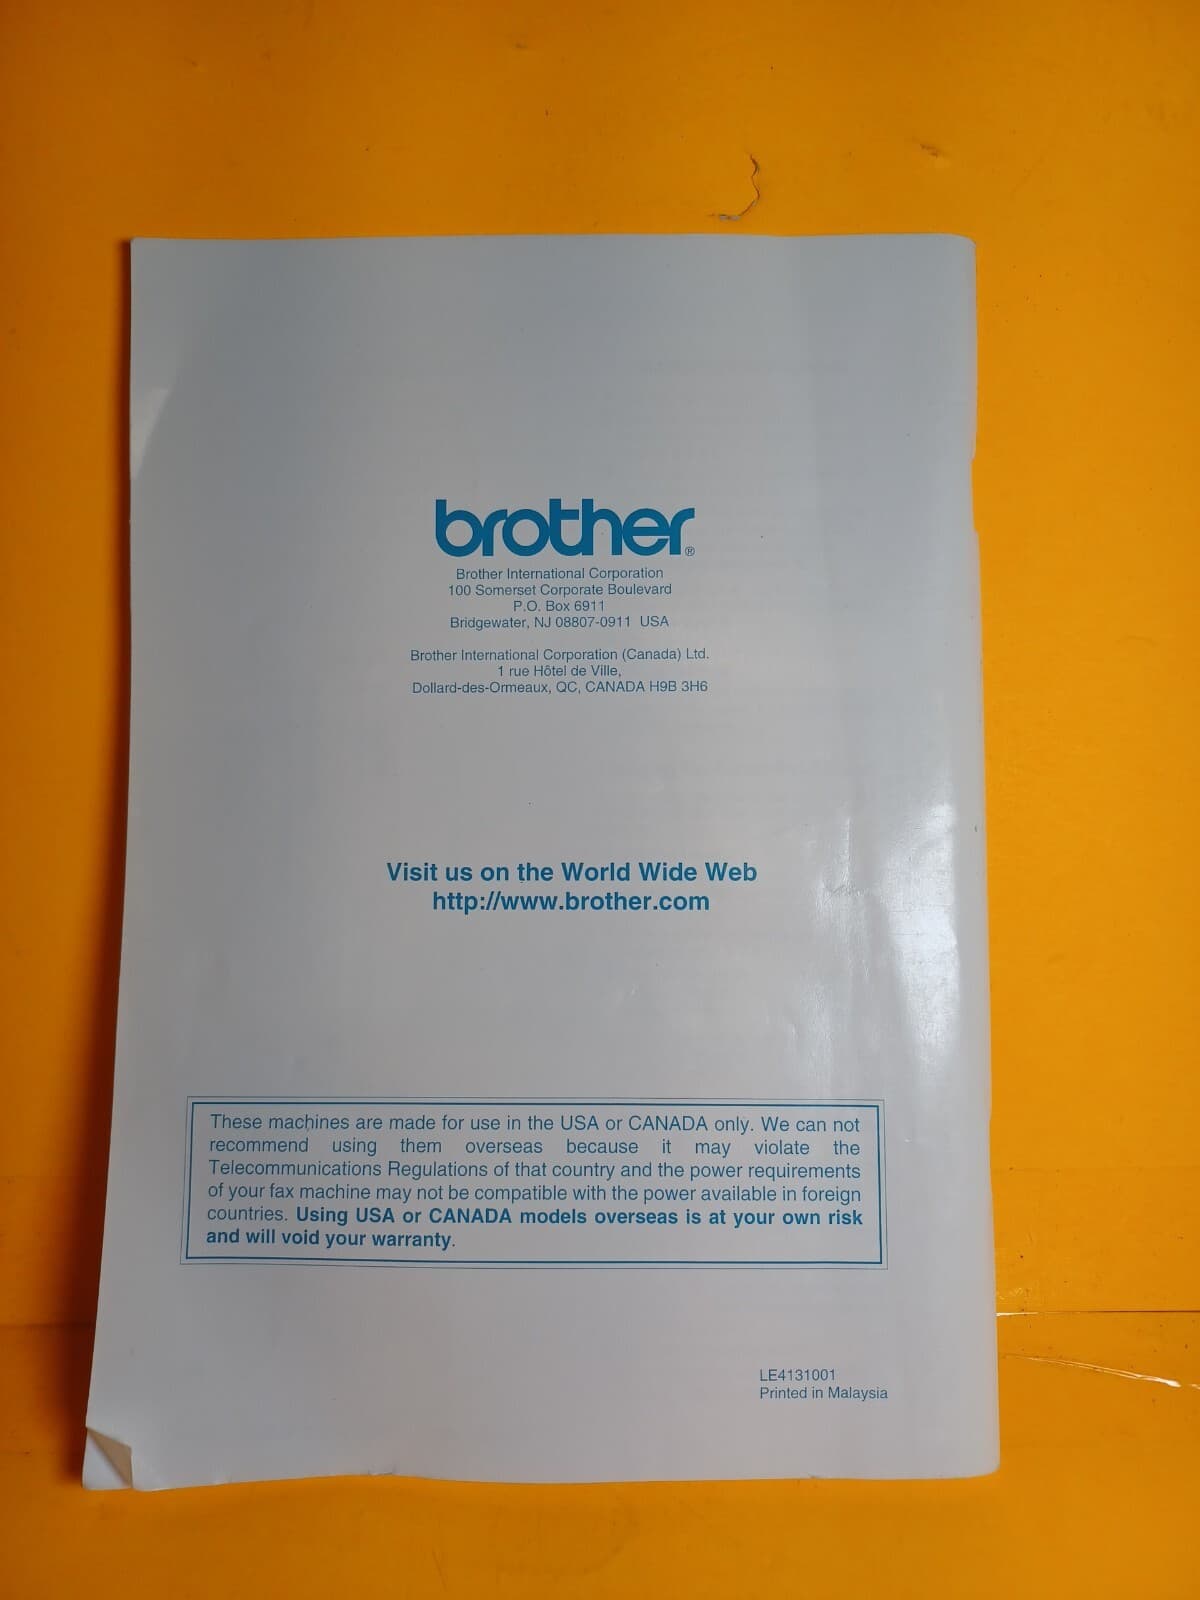 brother®
Brother International Corporation
100 Somerset Corporate Boulevard
P.O. Box 6911
Bridgewater, NJ 08807-0911 USA
Brother International Corporation (Canada) Ltd.
1 rue Hôtel de Ville,
Dollard-des-Ormeaux, QC, CANADA H9B 3H6
Visit us on the World Wide Web
http://www.brother.com
These machines are made for use in the USA or CANADA only. We can not
recommend using them overseas because it may violate the
Telecommunications Regulations of that country and the power requirements
of your fax machine may not be compatible with the power available in foreign
countries. Using USA or CANADA models overseas is at your own risk
and will void your warranty.
LE4131001
Printed in Malaysia